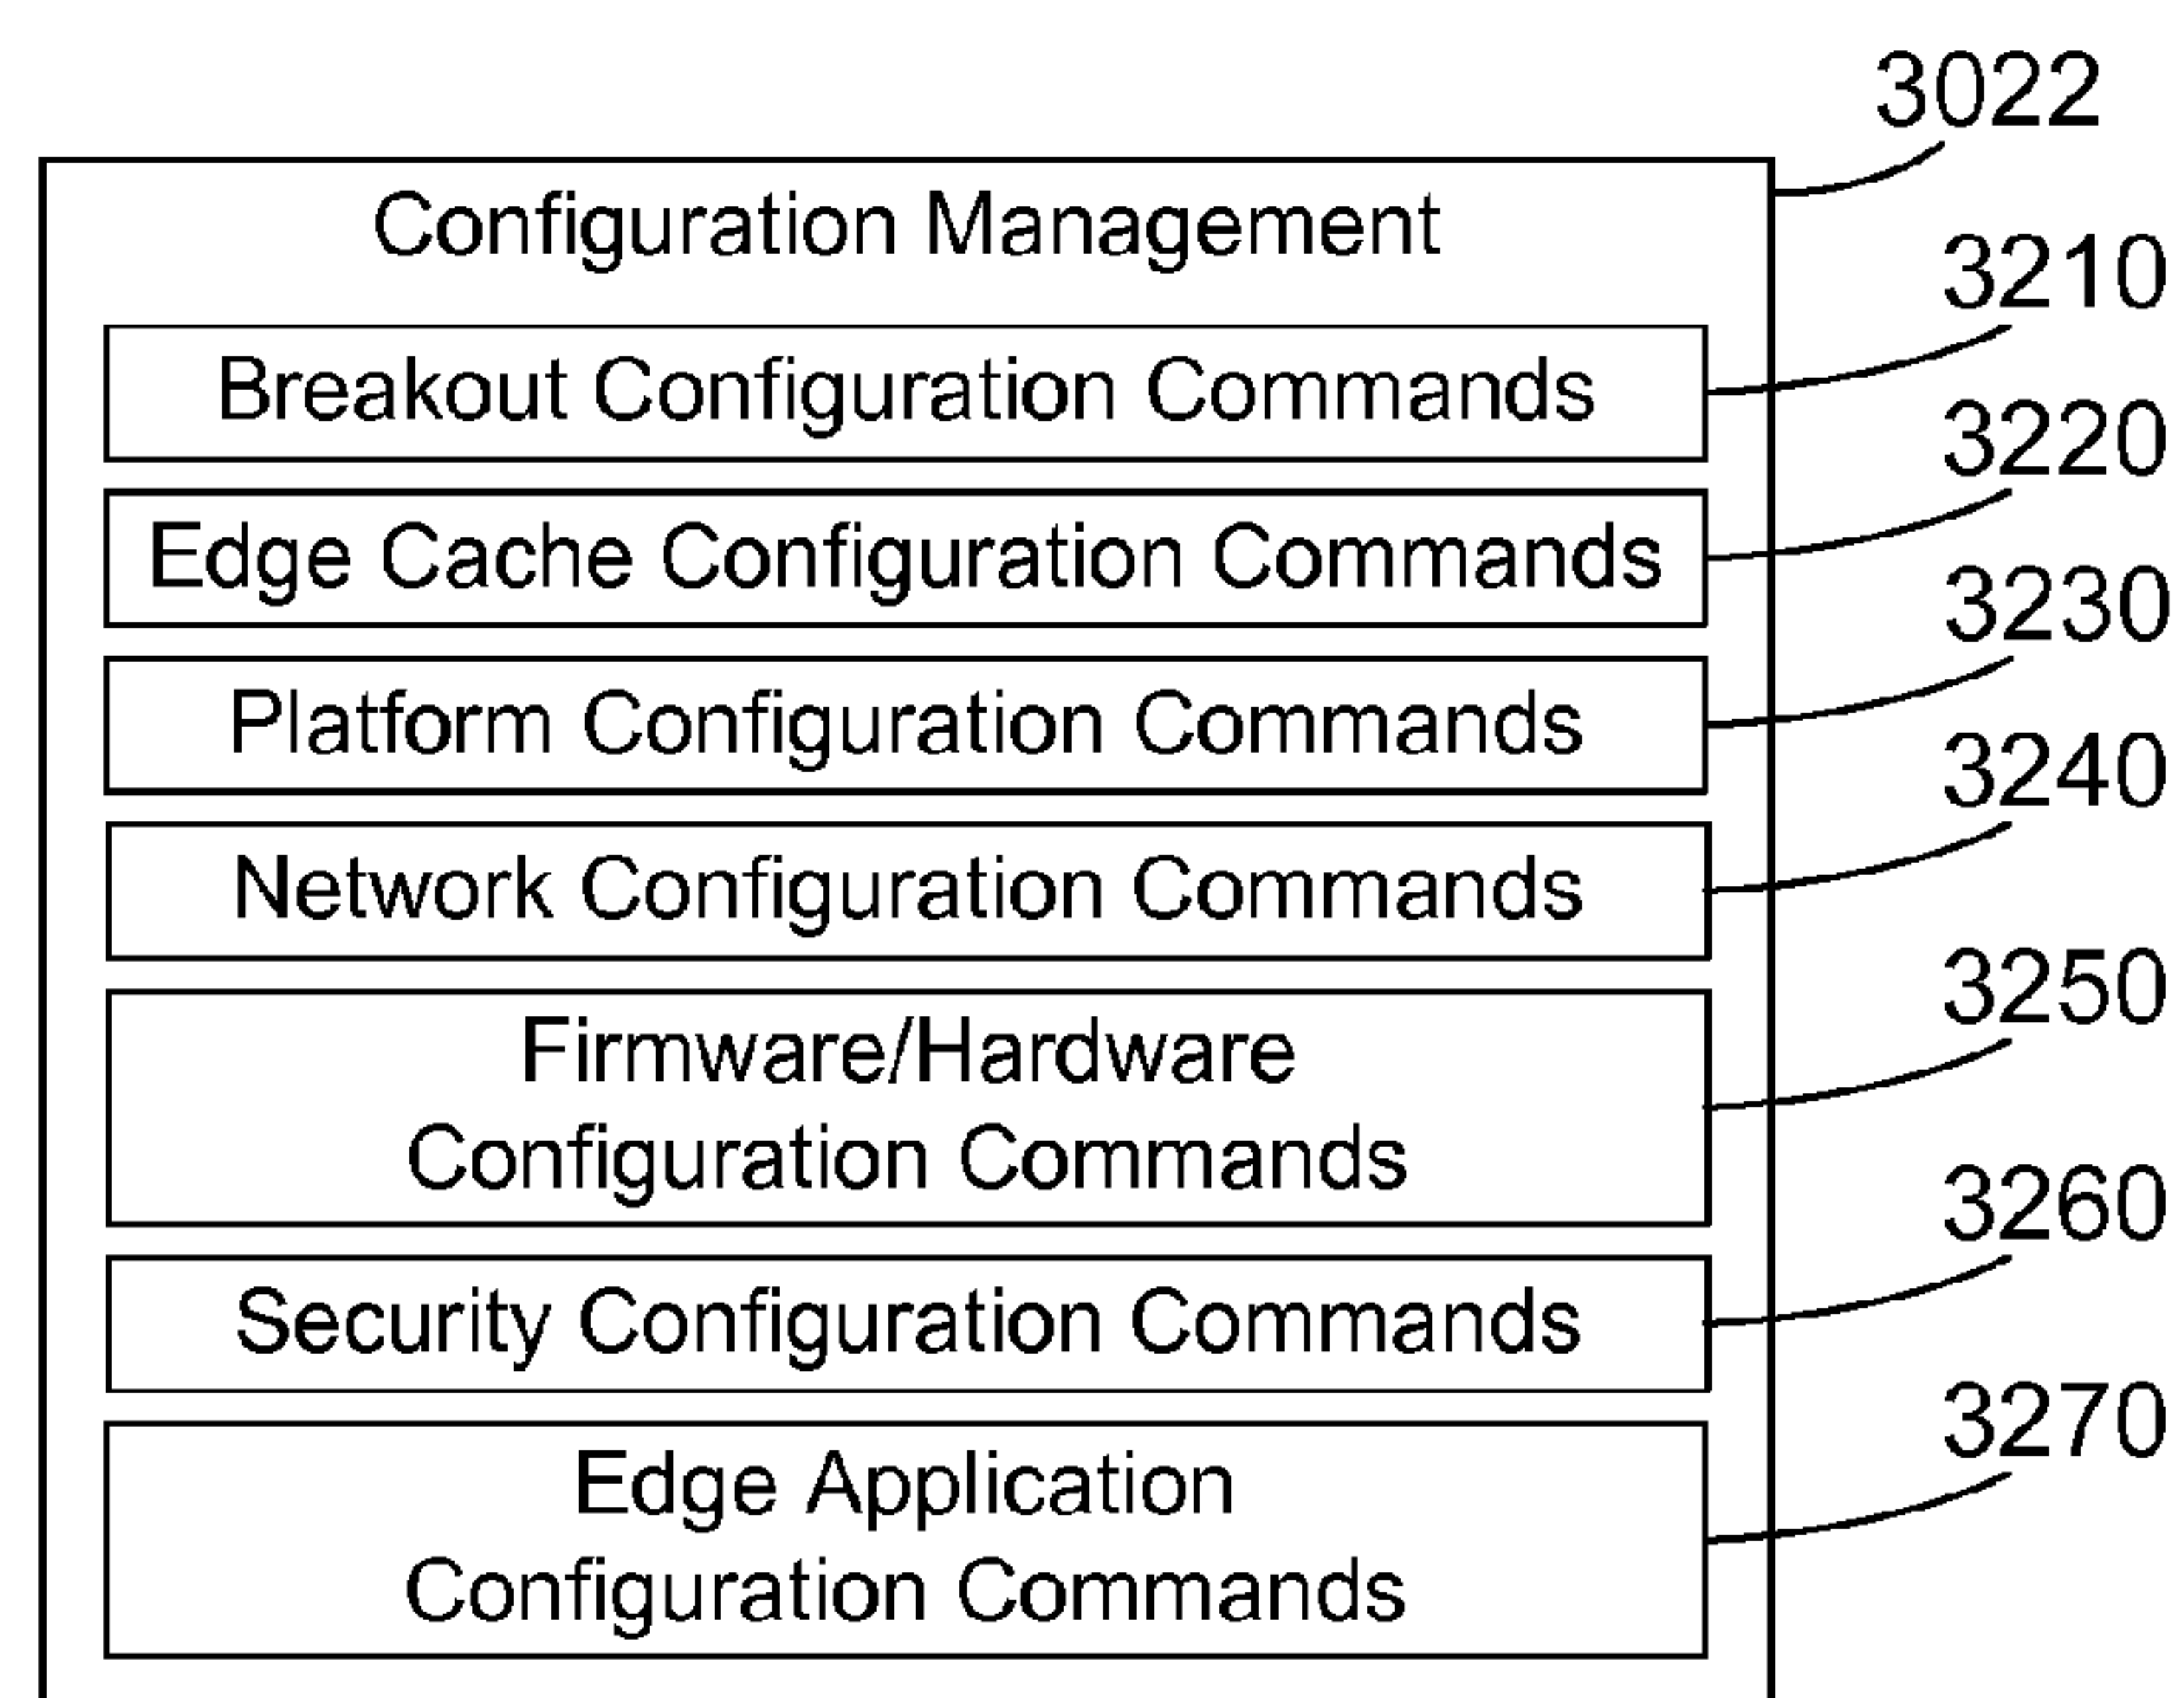 3022
Configuration Management
3210
Breakout Configuration Commands
3220
Edge Cache Configuration Commands
3230
Platform Configuration Commands
3240
Network Configuration Commands
3250
Firmware/Hardware
Configuration Commands
3260
Security Configuration Commands
3270
Edge Application
Configuration Commands